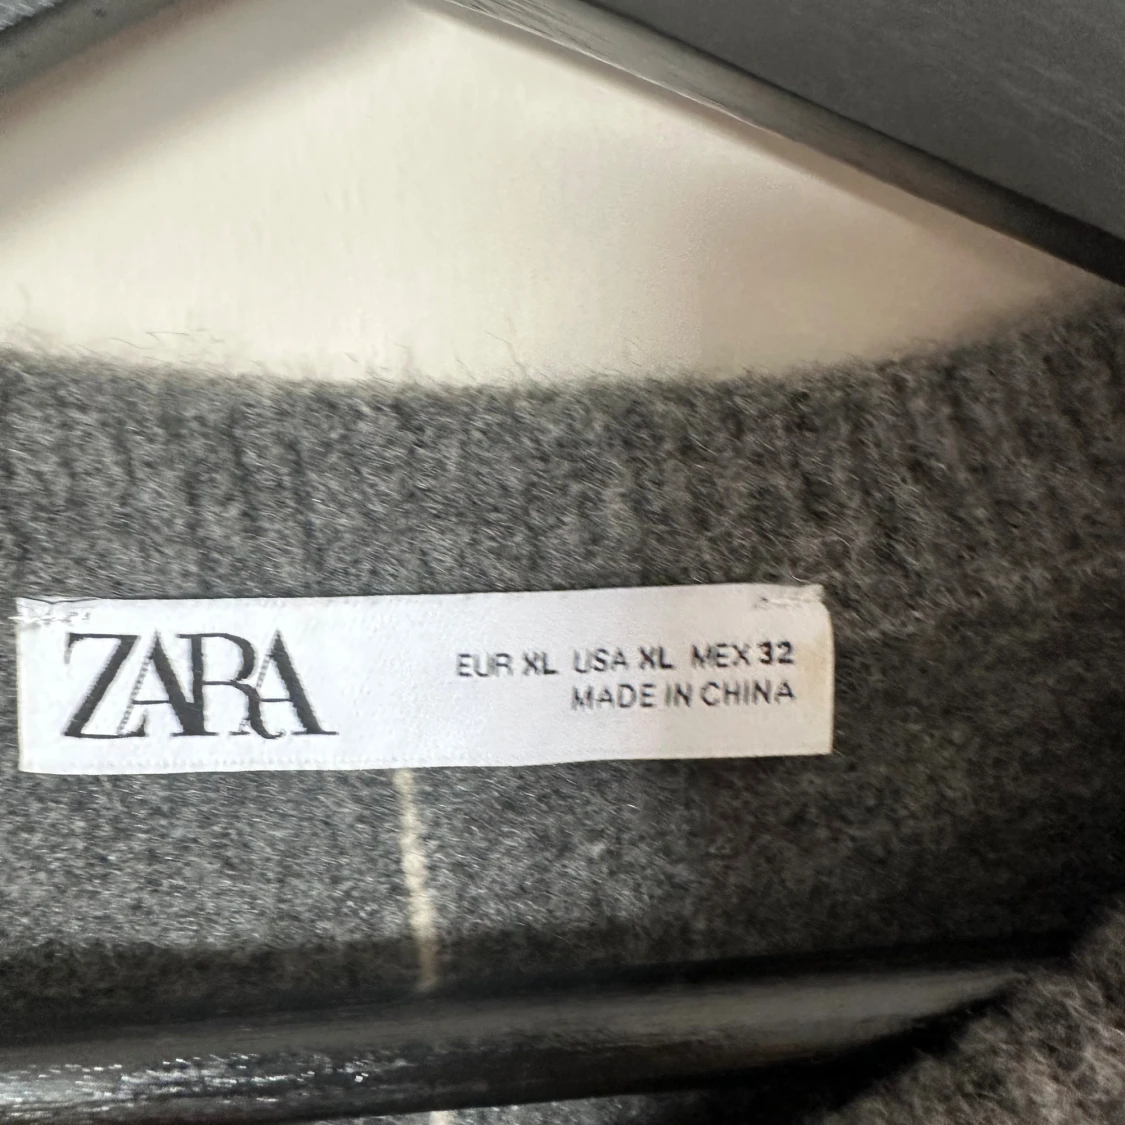 ZARA
EUR XL USA XL MEX 32
MADE IN CHINA